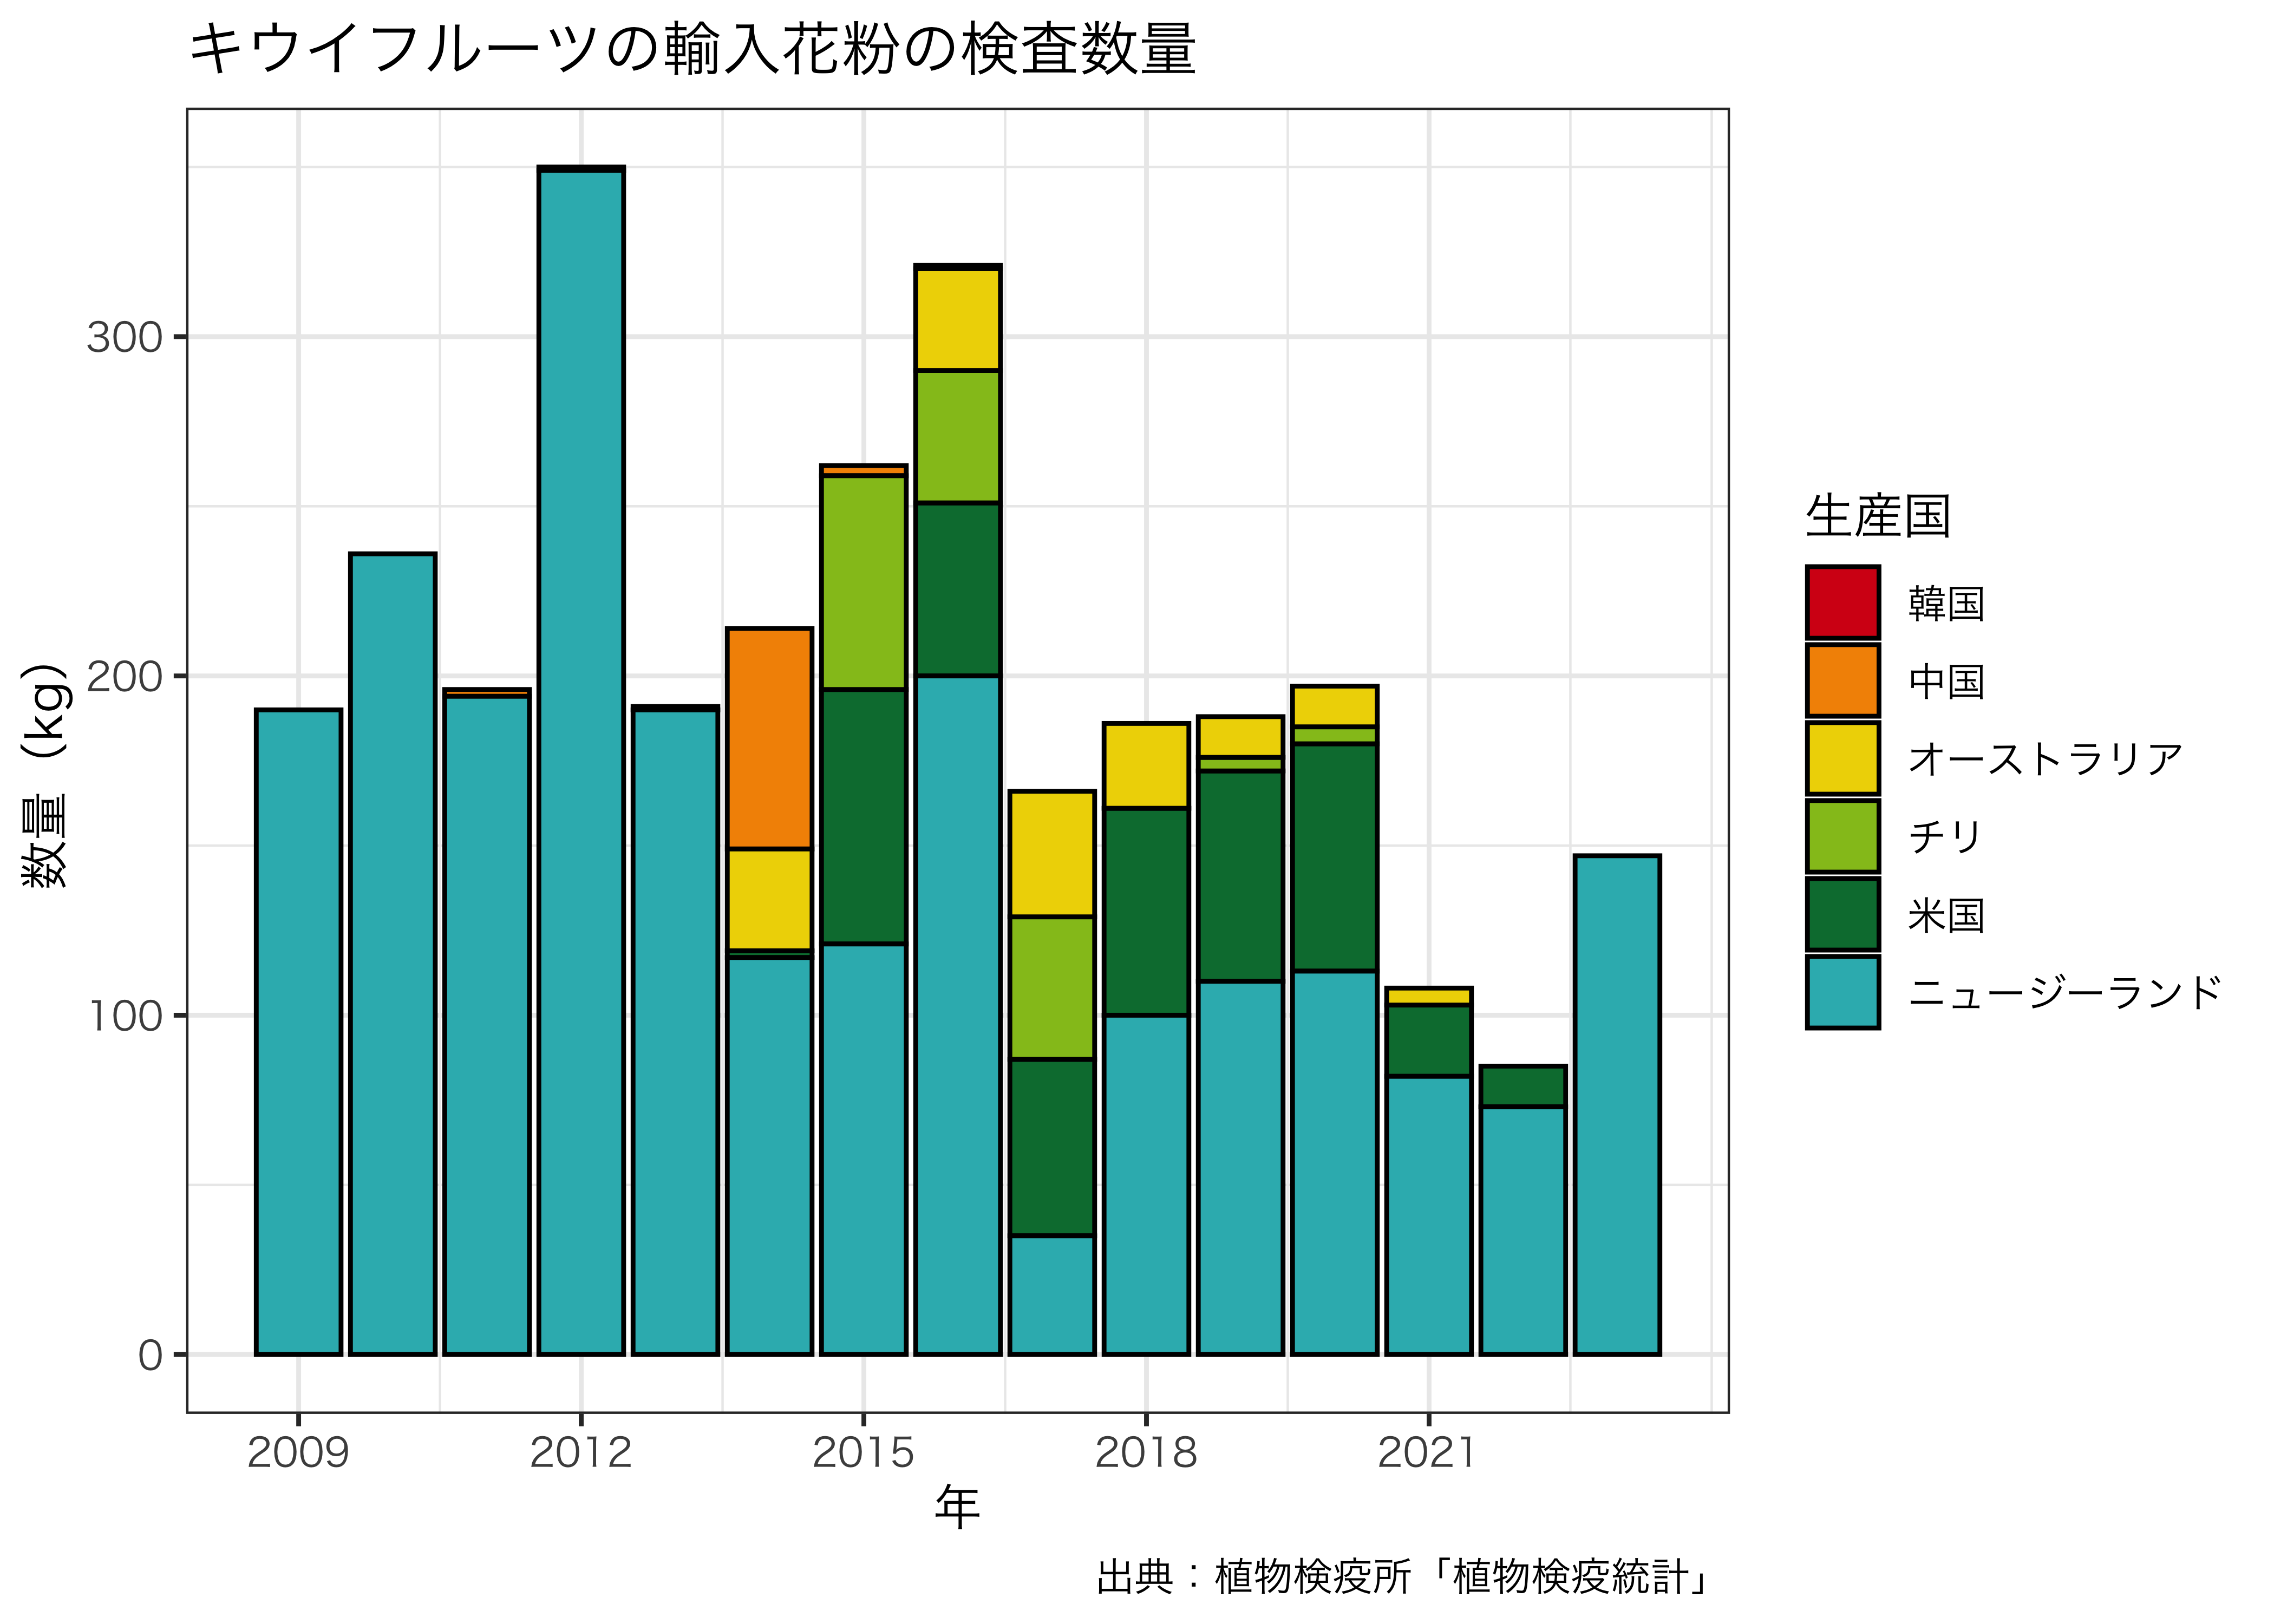 キウイフルーツの輸入花粉の検査数量
数量（kg）
300
200
100
0
2009 2012 2015 2018 2021
年
生産国
韓国
中国
オーストラリア
チリ
米国
ニュージーランド
出典：植物検疫所「植物検疫統計」